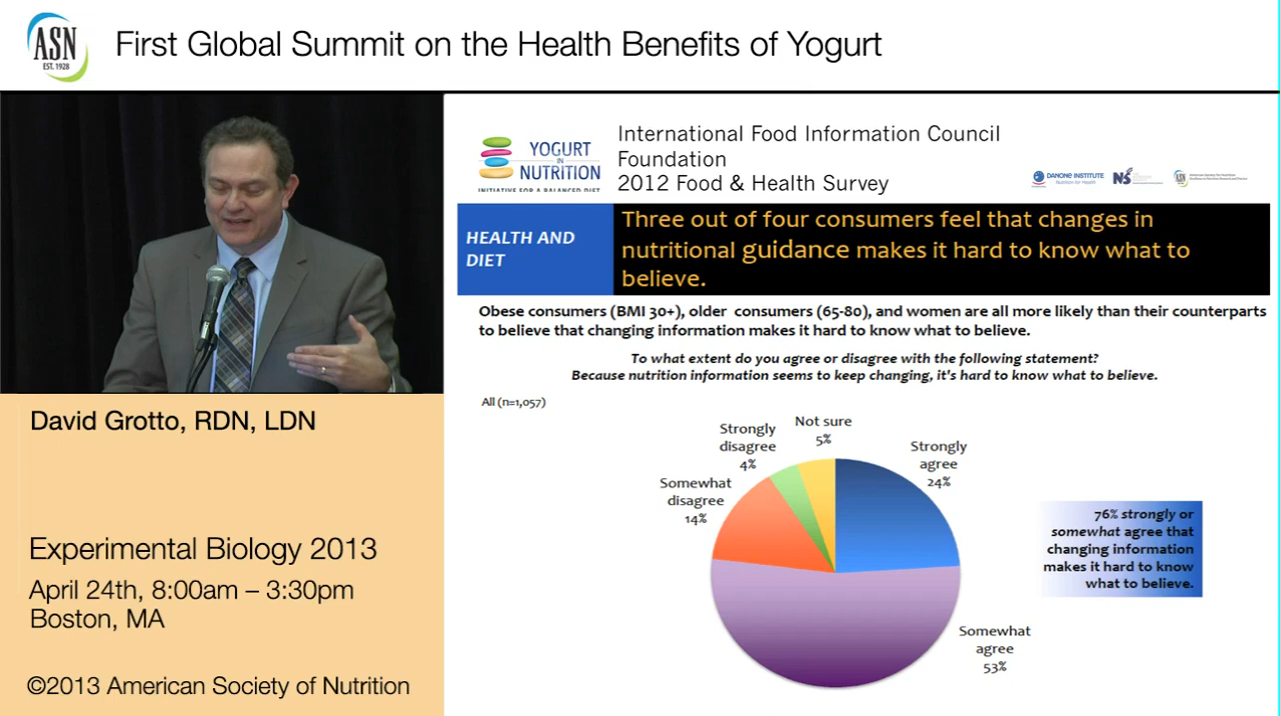 ASN
EST. 1928
First Global Summit on the Health Benefits of Yogurt
YOGURT
IN
NUTRITION
INITIATIVE FOR A BALANCED DIET
International Food Information Council
Foundation
2012 Food & Health Survey
DANONE INSTITUTE
Nutrition for Health
NS
ASN
HEALTH AND
DIET
Three out of four consumers feel that changes in
nutritional guidance makes it hard to know what to
believe.
Obese consumers (BMI 30+), older consumers (65-80), and women are all more likely than their counterparts
to believe that changing information makes it hard to know what to believe.
To what extent do you agree or disagree with the following statement?
Because nutrition information seems to keep changing, it's hard to know what to believe.
All (n=1,057)
Strongly
disagree
4%
Not sure
5%
Strongly
agree
24%
Somewhat
disagree
14%
Somewhat
agree
53%
76% strongly or
somewhat agree that
changing information
makes it hard to know
what to believe.
David Grotto, RDN, LDN
Experimental Biology 2013
April 24th, 8:00am – 3:30pm
Boston, MA
©2013 American Society of Nutrition